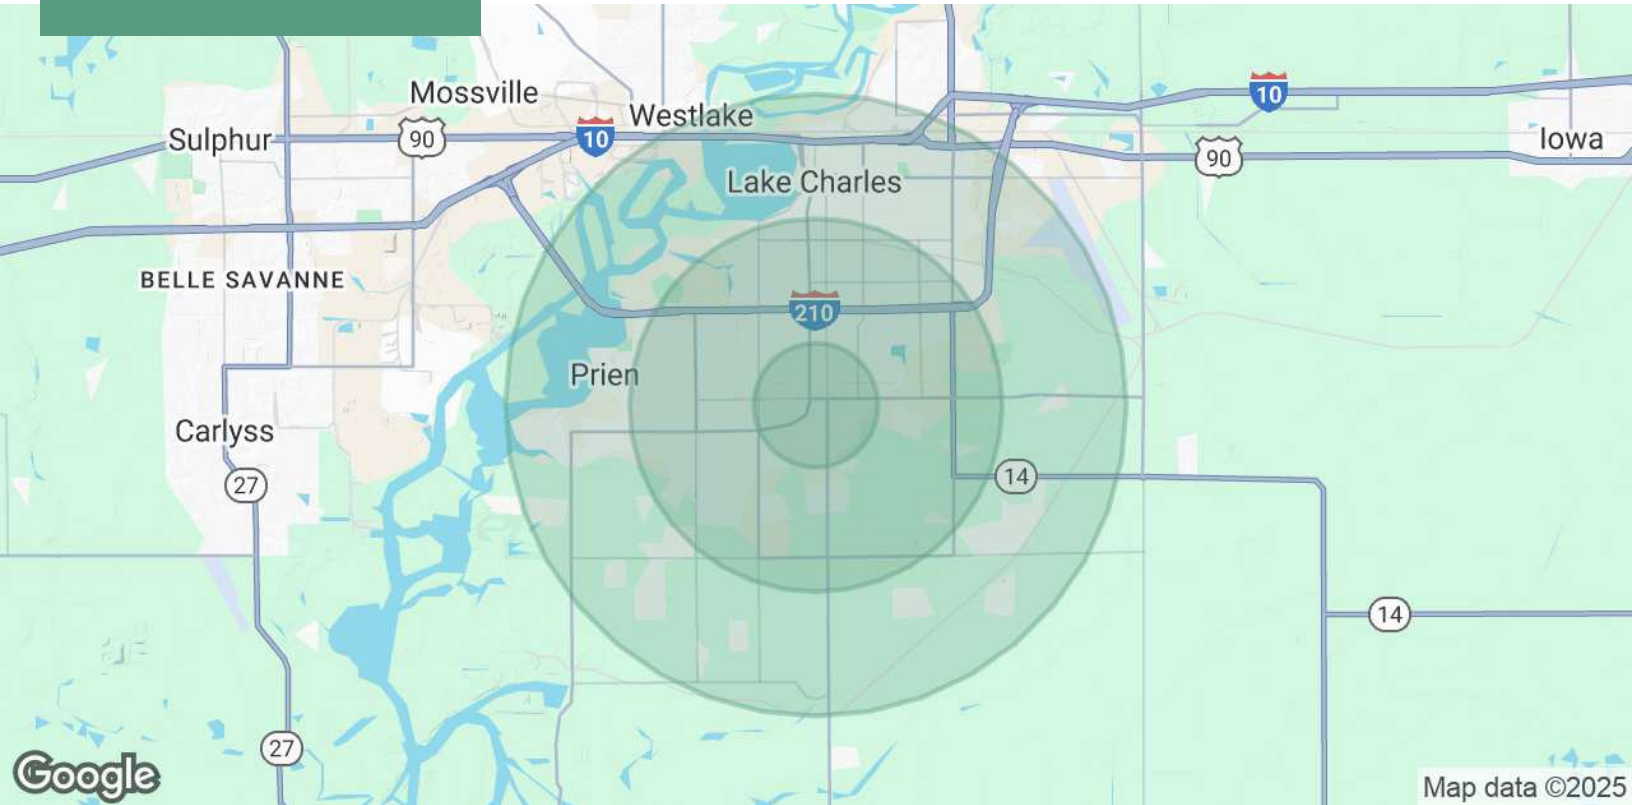 Mossville
Westlake
10
Sulphur
90
10
90
Iowa
Lake Charles
BELLE SAVANNE
210
Prien
Carlyss
27
14
14
27
Google
Map data ©2025